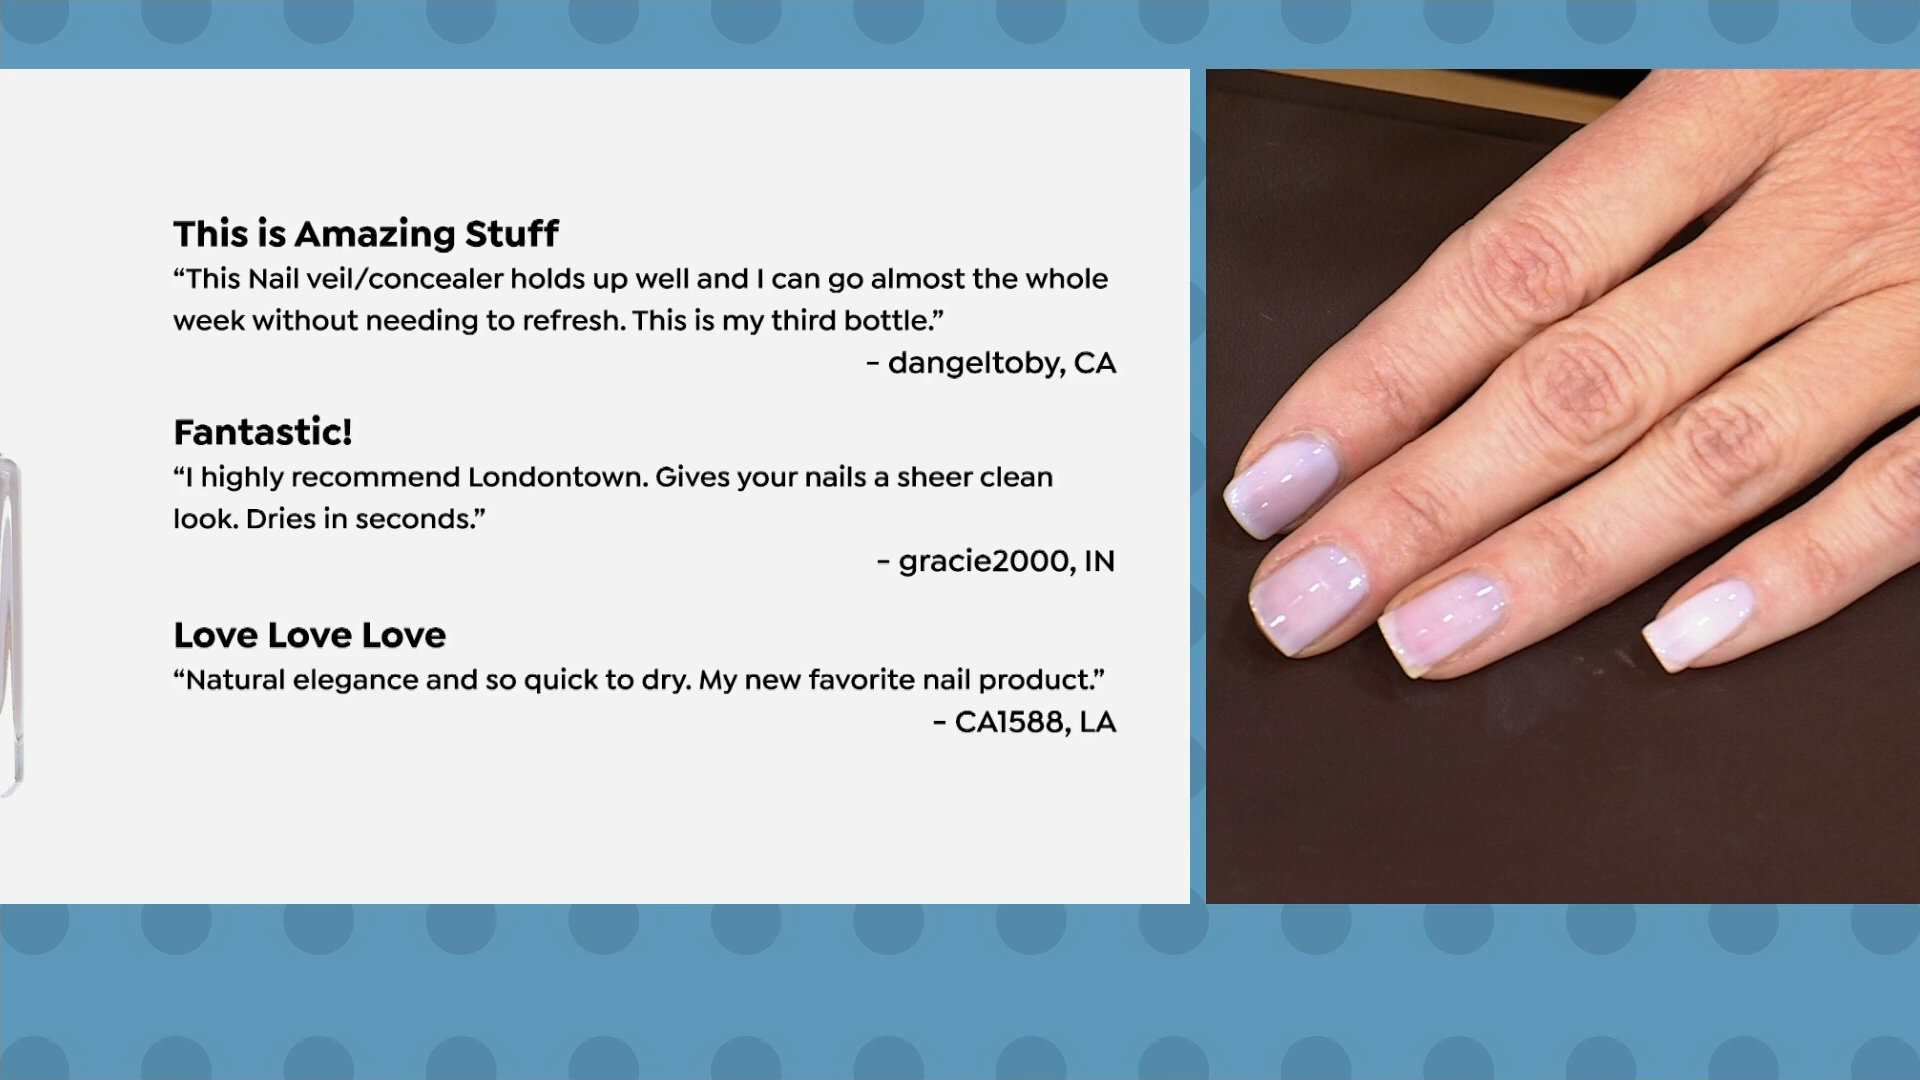 This is Amazing Stuff
“This Nail veil/concealer holds up well and I can go almost the whole
week without needing to refresh. This is my third bottle.”
- dangeltoby, CA
Fantastic!
“I highly recommend Londontown. Gives your nails a sheer clean
look. Dries in seconds.”
- gracie2000, IN
Love Love Love
“Natural elegance and so quick to dry. My new favorite nail product.”
- CA1588, LA